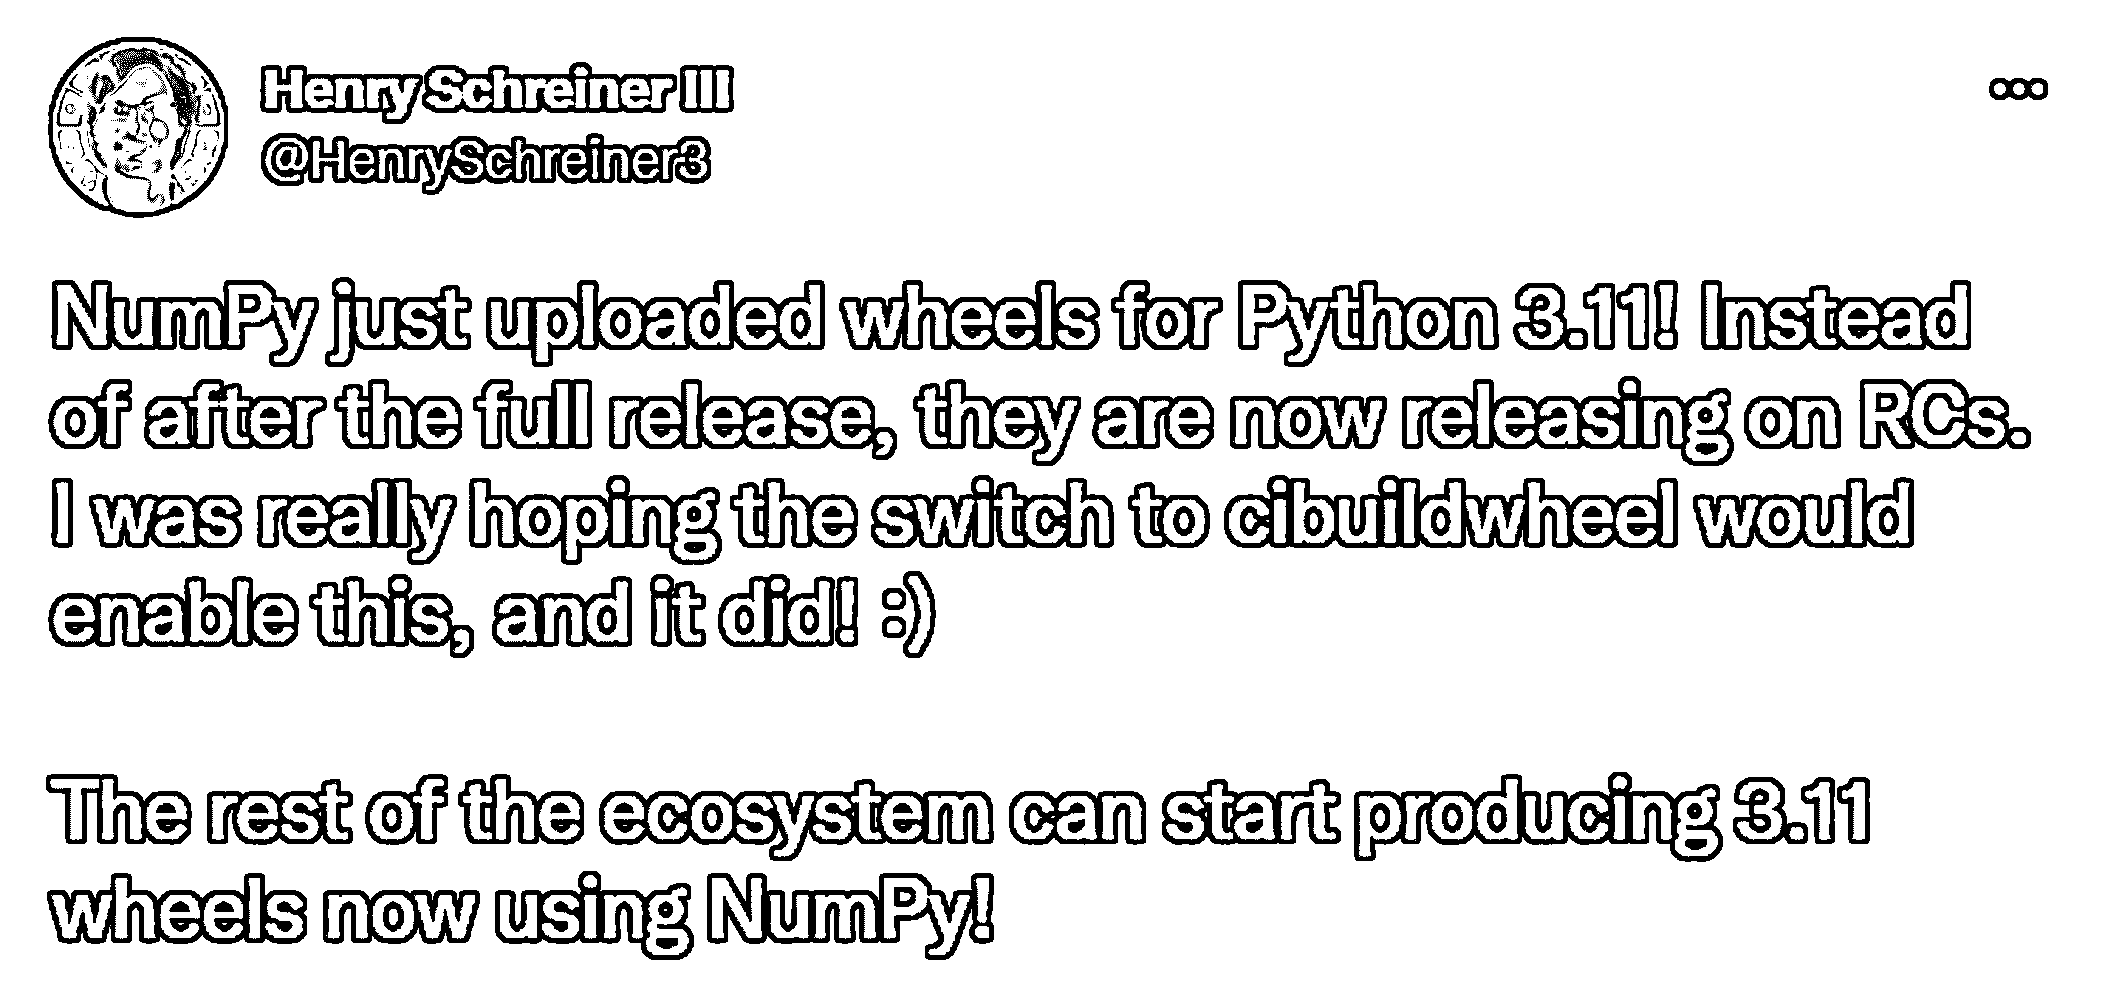 Henry Schreiner III
@HenrySchreiner3
NumPy just uploaded wheels for Python 3.11! Instead
of after the full release, they are now releasing on RCs.
I was really hoping the switch to cibuildwheel would
enable this, and it did! :)
The rest of the ecosystem can start producing 3.11
wheels now using NumPy!